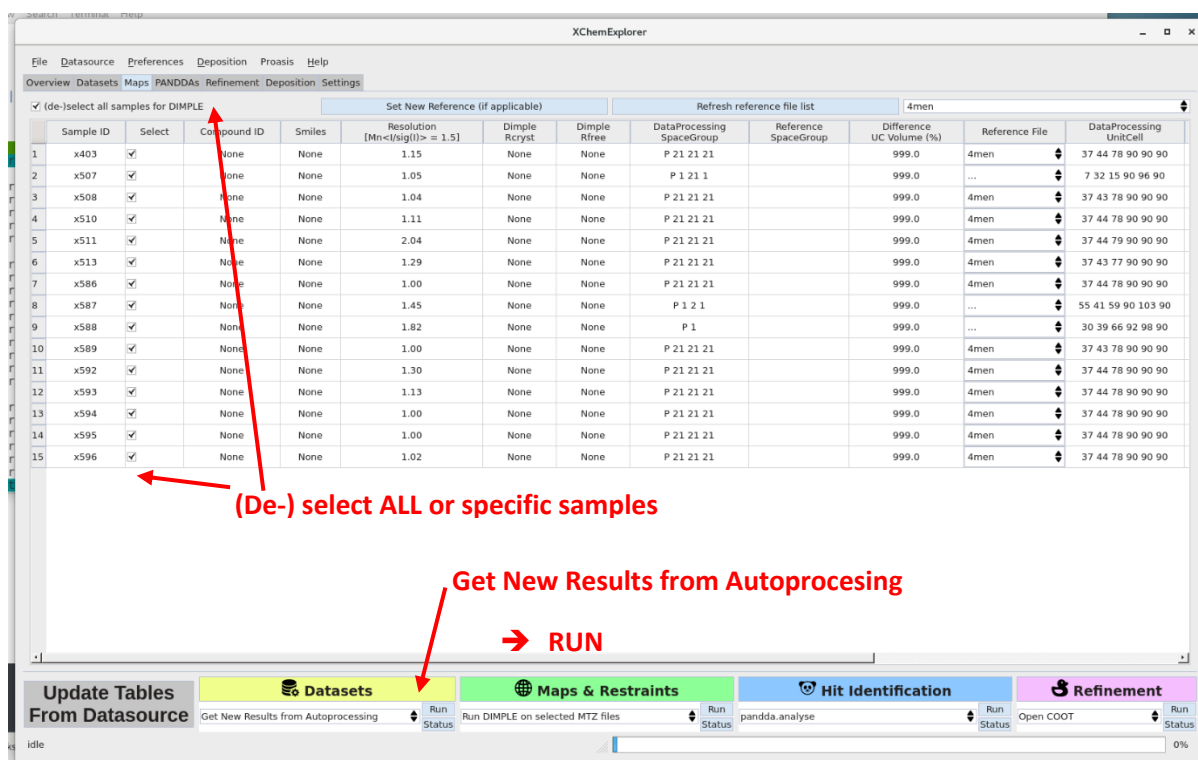 Search Terminal Help
XChemExplorer
File Datasource Preferences Deposition Proasis Help
Overview Datasets Maps PANDDAs Refinement Deposition Settings
(de-)select all samples for DIMPLE Set New Reference (if applicable) Refresh reference file list 4men
Sample ID Select Compound ID Smiles Resolution [Mn<I/sig(I)> = 1.5] Dimple Rcryst Dimple Rfree DataProcessing SpaceGroup Reference SpaceGroup Difference UC Volume (%) Reference File DataProcessing UnitCell
1 x403 None None 1.15 None None P 21 21 21 999.0 4men 37 44 78 90 90 90
2 x507 None None 1.05 None None P 1 21 1 999.0 ... 7 32 15 90 96 90
3 x508 None None 1.04 None None P 21 21 21 999.0 4men 37 43 78 90 90 90
4 x510 None None 1.11 None None P 21 21 21 999.0 4men 37 44 78 90 90 90
5 x511 None None 2.04 None None P 21 21 21 999.0 4men 37 44 79 90 90 90
6 x513 None None 1.29 None None P 21 21 21 999.0 4men 37 43 77 90 90 90
7 x586 None None 1.00 None None P 21 21 21 999.0 4men 37 44 78 90 90 90
8 x587 None None 1.45 None None P 1 2 1 999.0 ... 55 41 59 90 103 90
9 x588 None None 1.82 None None P 1 999.0 ... 30 39 66 92 98 90
10 x589 None None 1.00 None None P 21 21 21 999.0 4men 37 43 78 90 90 90
11 x592 None None 1.30 None None P 21 21 21 999.0 4men 37 44 78 90 90 90
12 x593 None None 1.13 None None P 21 21 21 999.0 4men 37 44 78 90 90 90
13 x594 None None 1.00 None None P 21 21 21 999.0 4men 37 44 78 90 90 90
14 x595 None None 1.00 None None P 21 21 21 999.0 4men 37 44 78 90 90 90
15 x596 None None 1.02 None None P 21 21 21 999.0 4men 37 44 78 90 90 90
(De-) select ALL or specific samples
Get New Results from Autoprocesing
➔ RUN
Update Tables
From Datasource
Datasets
Get New Results from Autoprocessing Run
Status
Maps & Restraints
Run DIMPLE on selected MTZ files Run
Status
Hit Identification
pandda.analyse Run
Status
Refinement
Open COOT Run
Status
idle 0%